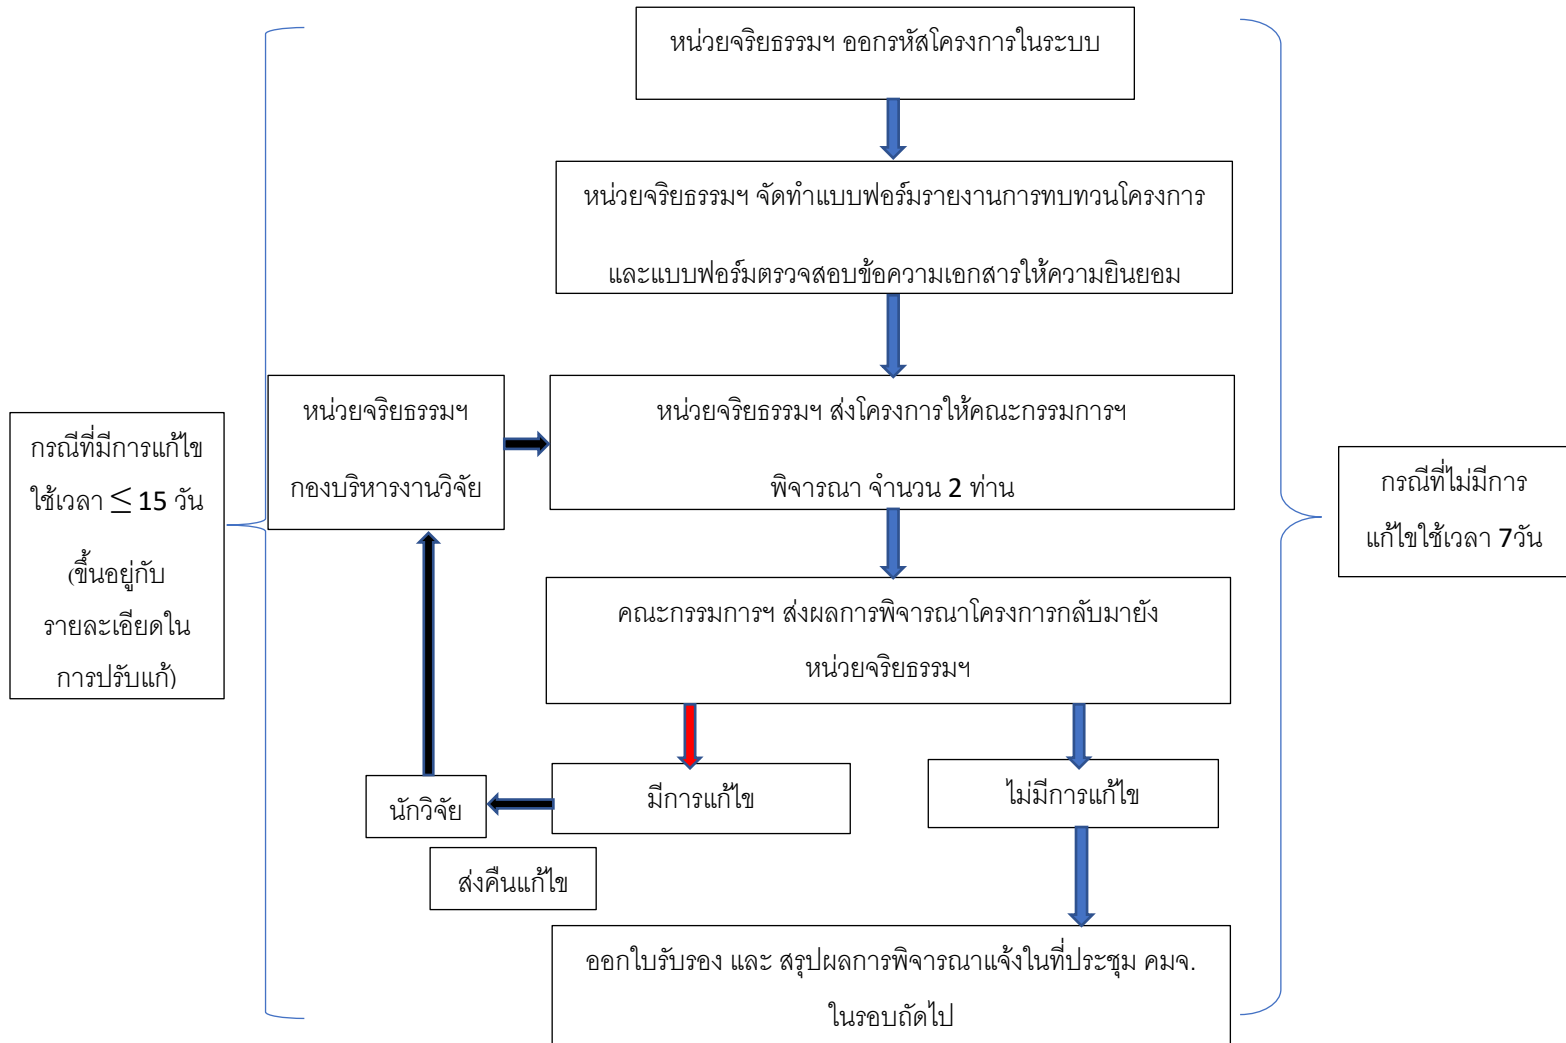 หน่วยจริยธรรมฯ ออกรหัสโครงการในระบบ
หน่วยจริยธรรมฯ จัดทำแบบฟอร์มรายงานการทบทวนโครงการ
และแบบฟอร์มตรวจสอบข้อความเอกสารให้ความยินยอม
หน่วยจริยธรรมฯ
กองบริหารงานวิจัย
หน่วยจริยธรรมฯ ส่งโครงการให้คณะกรรมการฯ
พิจารณา จำนวน 2 ท่าน
กรณีที่มีการแก้ไข
ใช้เวลา ≤ 15 วัน
(ขึ้นอยู่กับ
รายละเอียดใน
การปรับแก้)
กรณีที่ไม่มีการ
แก้ไขใช้เวลา 7วัน
คณะกรรมการฯ ส่งผลการพิจารณาโครงการกลับมายัง
หน่วยจริยธรรมฯ
นักวิจัย
มีการแก้ไข
ไม่มีการแก้ไข
ส่งคืนแก้ไข
ออกใบรับรอง และ สรุปผลการพิจารณาแจ้งในที่ประชุม คมจ.
ในรอบถัดไป